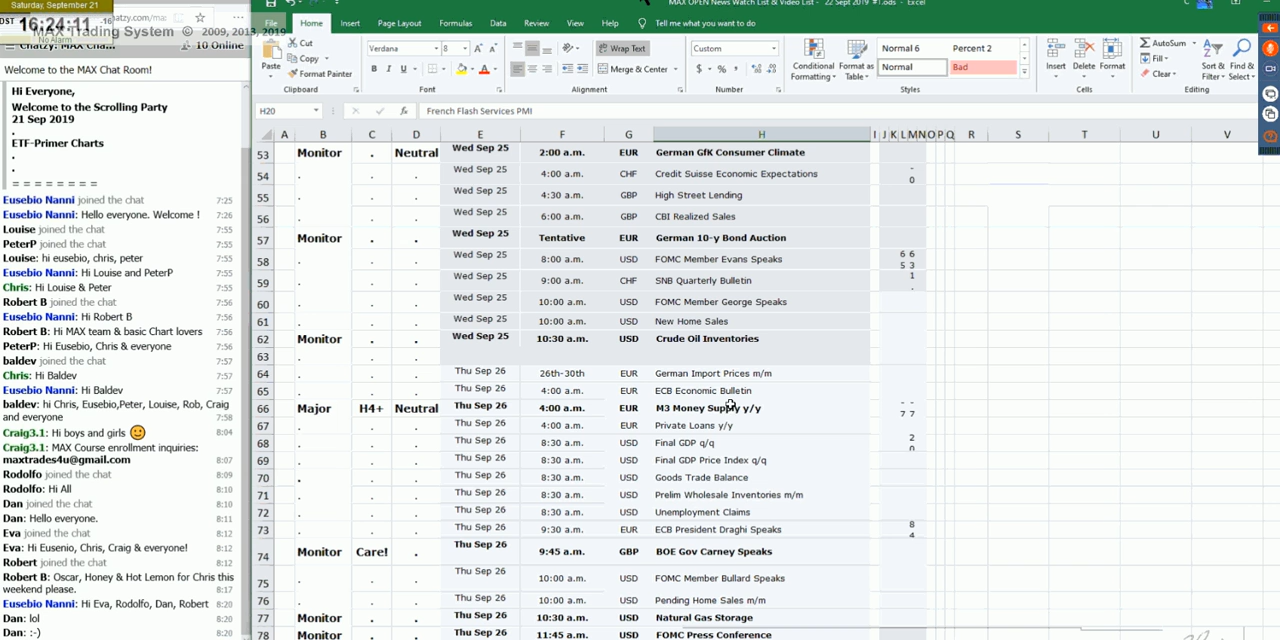 Saturday, September 21
DST 16:24:11 -16
No Alarm
MAX Trading System © 2009, 2013, 2019
Chatzy: MAX Cha...
10 Online
Welcome to the MAX Chat Room!
Hi Everyone,
Welcome to the Scrolling Party
21 Sep 2019
.
ETF-Primer Charts
.
.
= = = = = = = =
Eusebio Nanni joined the chat 7:25
Eusebio Nanni: Hello everyone. Welcome ! 7:26
Louise joined the chat 7:55
PeterP joined the chat 7:55
Louise: hi eusebio, chris, peter 7:55
Eusebio Nanni: Hi Louise and PeterP 7:55
Chris: Hi Louise & Peter 7:55
Robert B joined the chat 7:56
Eusebio Nanni: Hi Robert B 7:56
Robert B: Hi MAX team & basic Chart lovers 7:56
PeterP: Hi Eusebio, Chris & everyone 7:56
baldev joined the chat 7:57
Chris: Hi Baldev 7:57
Eusebio Nanni: Hi Baldev 7:57
baldev: hi Chris, Eusebio,Peter, Louise, Rob, Craig
and everyone 7:58
Craig3.1: Hi boys and girls 8:04
Craig3.1: MAX Course enrollment inquiries:
maxtrades4u@gmail.com 8:07
Rodolfo joined the chat 8:09
Rodolfo: Hi All 8:10
Dan joined the chat 8:10
Dan: Hello everyone. 8:11
Eva joined the chat 8:12
Eva: Hi Eusenio, Chris, Craig & everyone! 8:12
Robert joined the chat 8:12
Robert B: Oscar, Honey & Hot Lemon for Chris this
weekend please. 8:17
Eusebio Nanni: Hi Eva, Rodolfo, Dan, Robert 8:20
Dan: lol 8:20
Dan: :-) 8:20
MAX OPEN News Watch List & Video List - 22 Sept 2019 #1.ods - Excel
File Home Insert Page Layout Formulas Data Review View Help Tell me what you want to do
Paste
Cut
Copy
Format Painter
Clipboard
Verdana 8
B I U
Font
Wrap Text
Merge & Center
Alignment
Custom
$ % ,
Number
Conditional Formatting
Format as Table
Normal 6 Percent 2
Normal Bad
Styles
Insert Delete Format
Cells
AutoSum
Fill
Clear
Sort & Filter
Find & Select
Editing
H20 fx French Flash Services PMI
A B C D E F G H I J K L M N O P Q R S T U V
53 Monitor . Neutral Wed Sep 25 2:00 a.m. EUR German GfK Consumer Climate
54 . . . Wed Sep 25 4:00 a.m. CHF Credit Suisse Economic Expectations - 0
55 . . . Wed Sep 25 4:30 a.m. GBP High Street Lending
56 . . . Wed Sep 25 6:00 a.m. GBP CBI Realized Sales
57 Monitor . . Wed Sep 25 Tentative EUR German 10-y Bond Auction
58 . . . Wed Sep 25 8:00 a.m. USD FOMC Member Evans Speaks 6 6 5 3
59 . . . Wed Sep 25 9:00 a.m. CHF SNB Quarterly Bulletin 1 .
60 . . . Wed Sep 25 10:00 a.m. USD FOMC Member George Speaks
61 . . . Wed Sep 25 10:00 a.m. USD New Home Sales
62 Monitor . . Wed Sep 25 10:30 a.m. USD Crude Oil Inventories
63 . . .
64 . . . Thu Sep 26 26th-30th EUR German Import Prices m/m
65 . . . Thu Sep 26 4:00 a.m. EUR ECB Economic Bulletin
66 Major H4+ Neutral Thu Sep 26 4:00 a.m. EUR M3 Money Supply y/y - - 7 7
67 . . . Thu Sep 26 4:00 a.m. EUR Private Loans y/y
68 . . . Thu Sep 26 8:30 a.m. USD Final GDP q/q 2 0
69 . . . Thu Sep 26 8:30 a.m. USD Final GDP Price Index q/q
70 . . . Thu Sep 26 8:30 a.m. USD Goods Trade Balance
71 . . . Thu Sep 26 8:30 a.m. USD Prelim Wholesale Inventories m/m
72 . . . Thu Sep 26 8:30 a.m. USD Unemployment Claims
73 . . . Thu Sep 26 9:30 a.m. EUR ECB President Draghi Speaks 8 4
74 Monitor Care! . Thu Sep 26 9:45 a.m. GBP BOE Gov Carney Speaks
75 . . . Thu Sep 26 10:00 a.m. USD FOMC Member Bullard Speaks
76 . . . Thu Sep 26 10:00 a.m. USD Pending Home Sales m/m
77 Monitor . . Thu Sep 26 10:30 a.m. USD Natural Gas Storage
78 Monitor . . Thu Sep 26 11:45 a.m. USD FOMC Press Conference